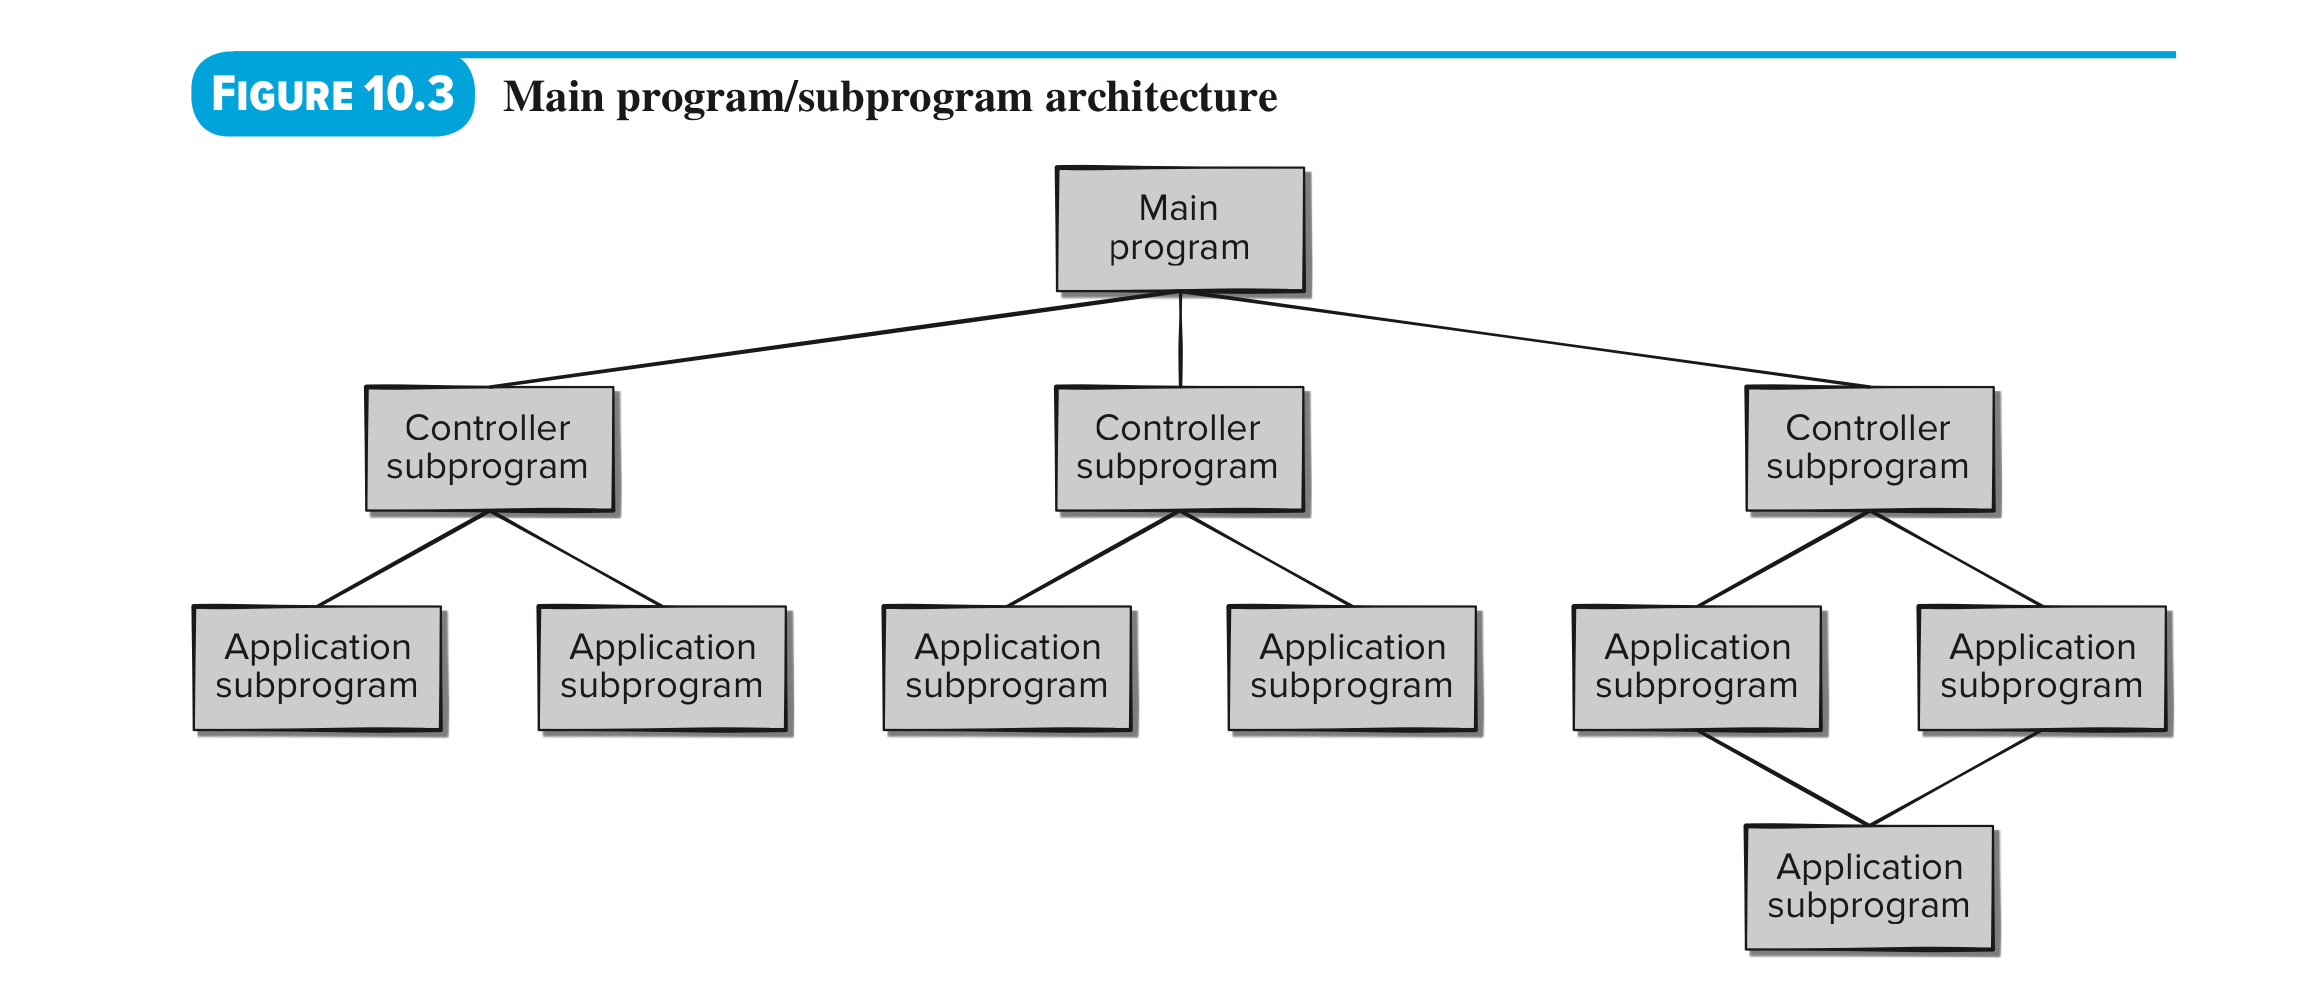 FIGURE 10.3
Main program/subprogram architecture
Main
program
Controller
subprogram
Controller
subprogram
Controller
subprogram
Application
subprogram
Application
subprogram
Application
subprogram
Application
subprogram
Application
subprogram
Application
subprogram
Application
subprogram